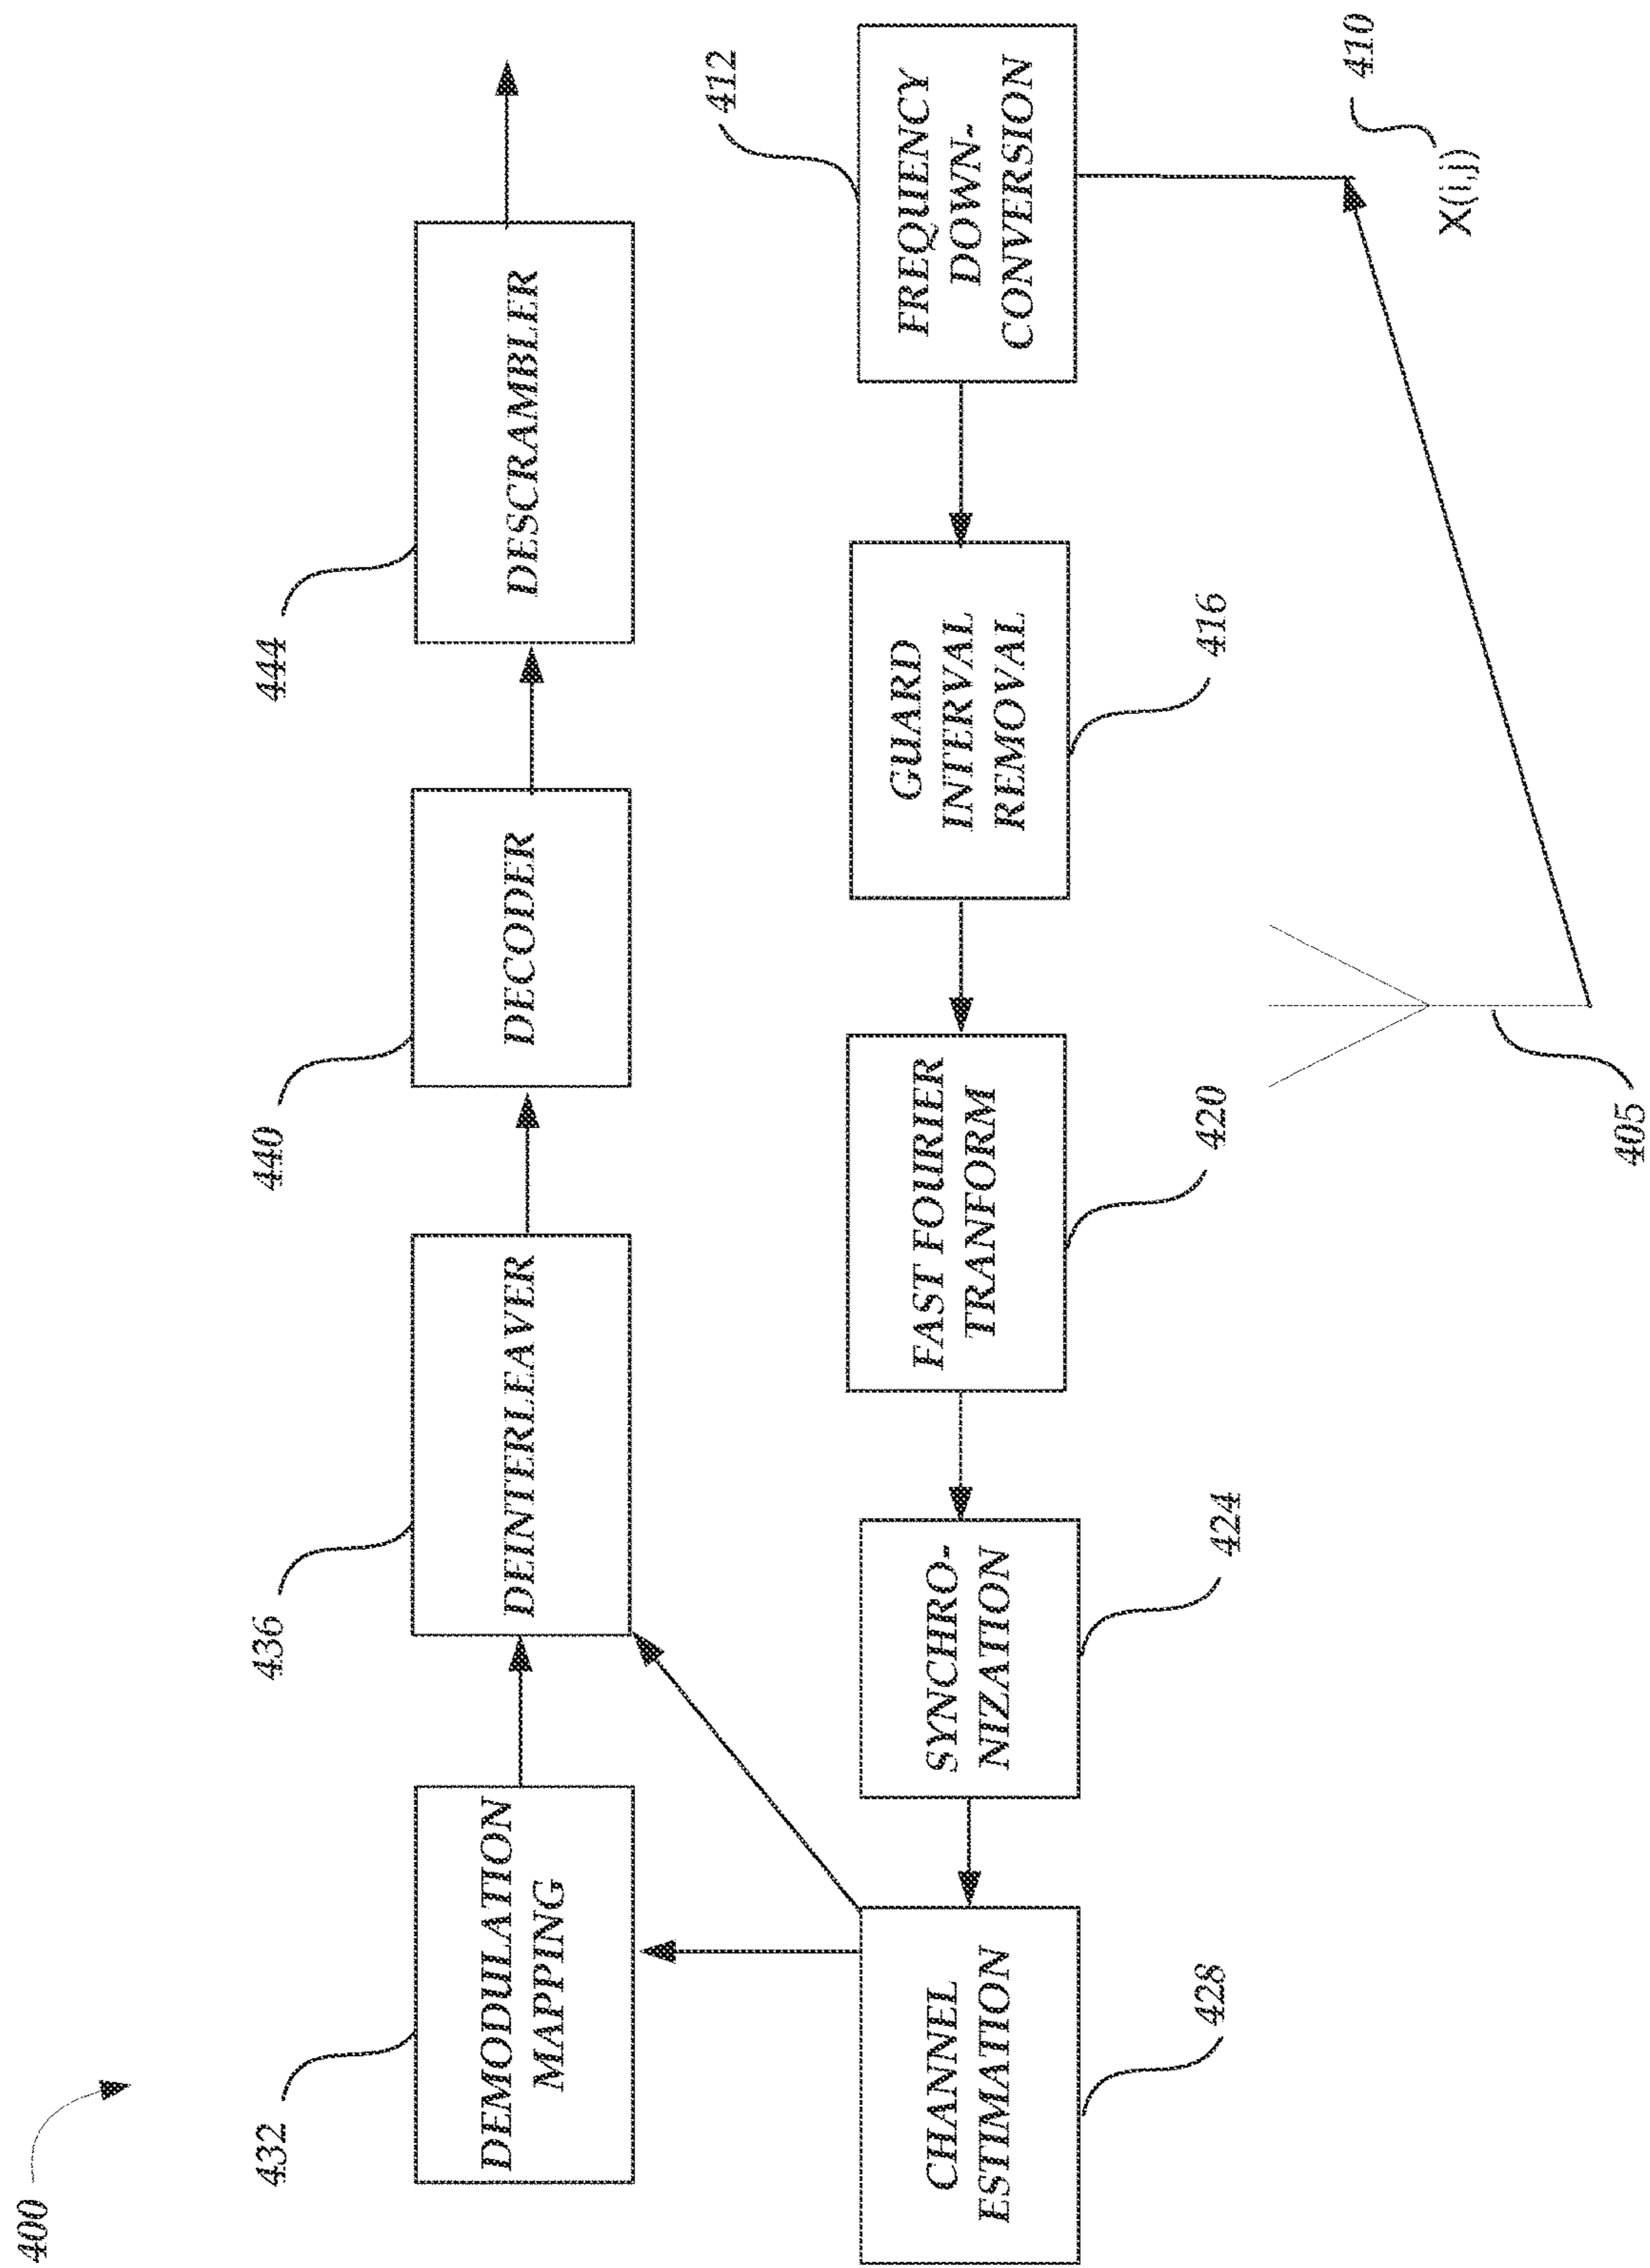 400
432
DEMODULATION
MAPPING
436
DEINTERLEAVER
440
DECODER
444
DESCRAMBLER
CHANNEL
ESTIMATION
428
SYNCHRO-
NIZATION
424
FAST FOURIER
TRANFORM
420
GUARD
INTERVAL
REMOVAL
416
412
FREQUENCY
DOWN-
CONVERSION
405
X(i,j)
410